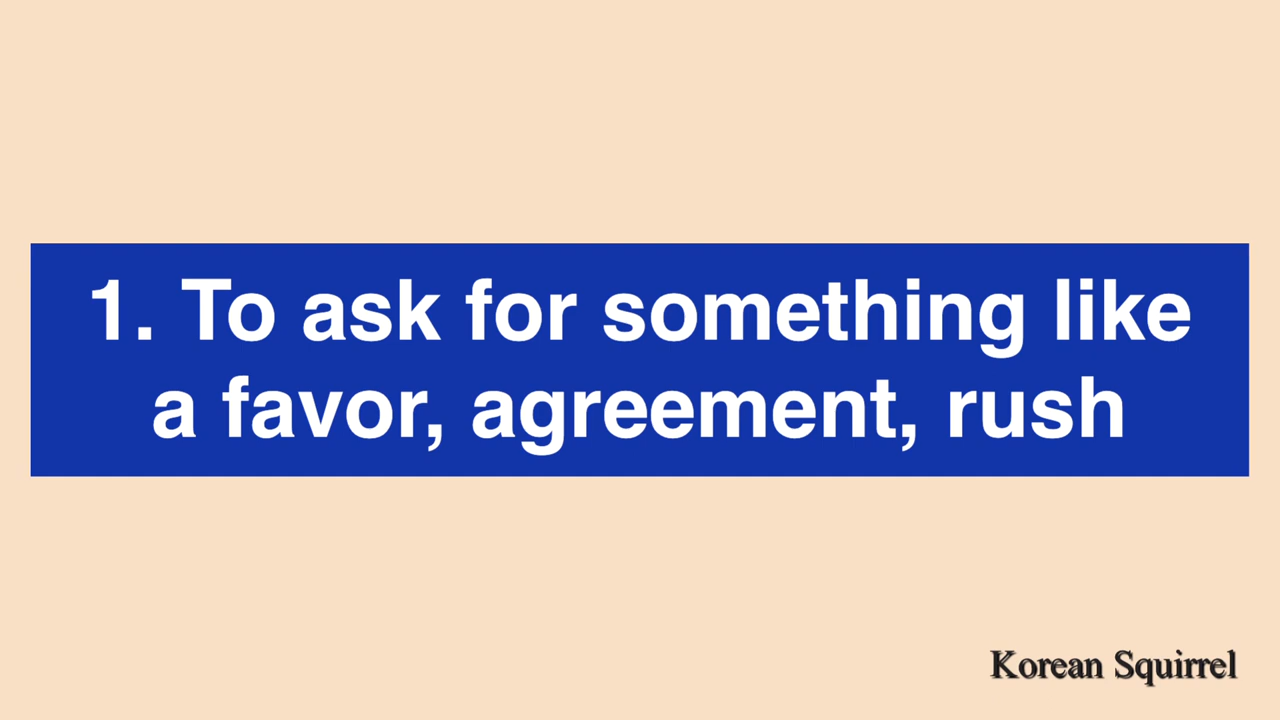 1. To ask for something like
a favor, agreement, rush
Korean Squirrel